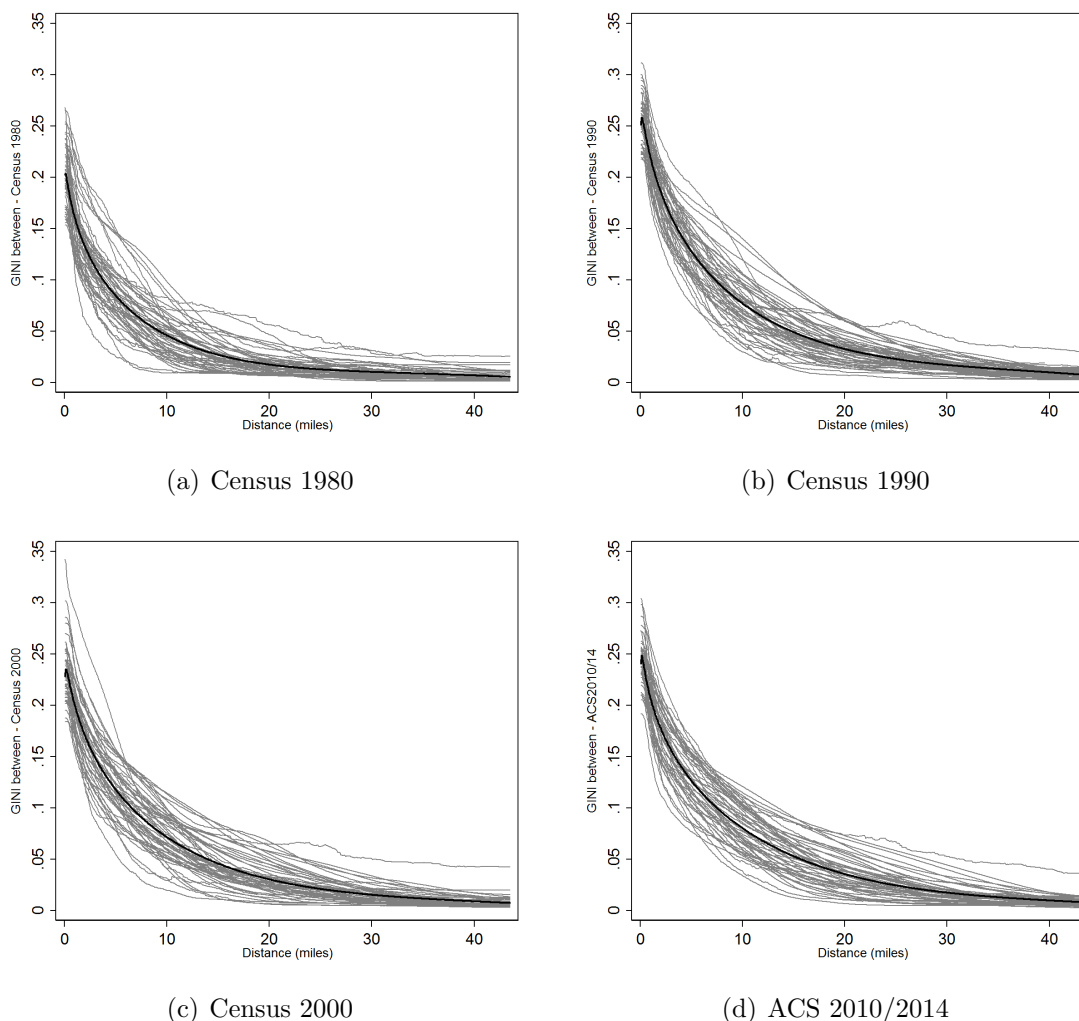 0 .05 .1 .15 .2 .25 .3 .35
GINI between - Census 1980
0 10 20 30 40
Distance (miles)
(a) Census 1980
0 .05 .1 .15 .2 .25 .3 .35
GINI between - Census 1990
0 10 20 30 40
Distance (miles)
(b) Census 1990
0 .05 .1 .15 .2 .25 .3 .35
GINI between - Census 2000
0 10 20 30 40
Distance (miles)
(c) Census 2000
0 .05 .1 .15 .2 .25 .3 .35
GINI between - ACS2010/14
0 10 20 30 40
Distance (miles)
(d) ACS 2010/2014